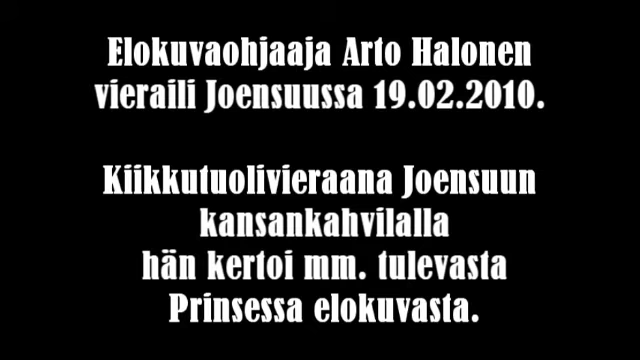 Elokuvaohjaaja Arto Halonen
vieraili Joensuussa 19.02.2010.
Kiikkutuolivieraana Joensuun
kansankahvilalla
hän kertoi mm. tulevasta
Prinsessa elokuvasta.